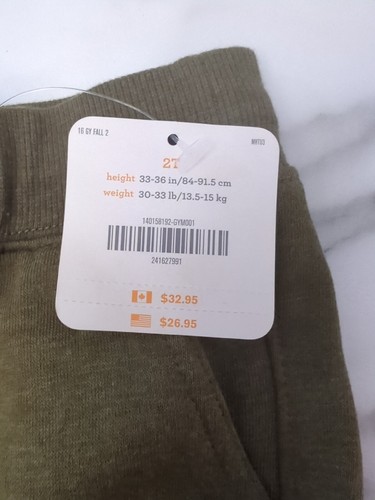 16 GY FALL 2
2T
height 33-36 in/84-91.5 cm
weight 30-33 lb/13.5-15 kg
140158192-GYM001
241627991
$32.95
$26.95